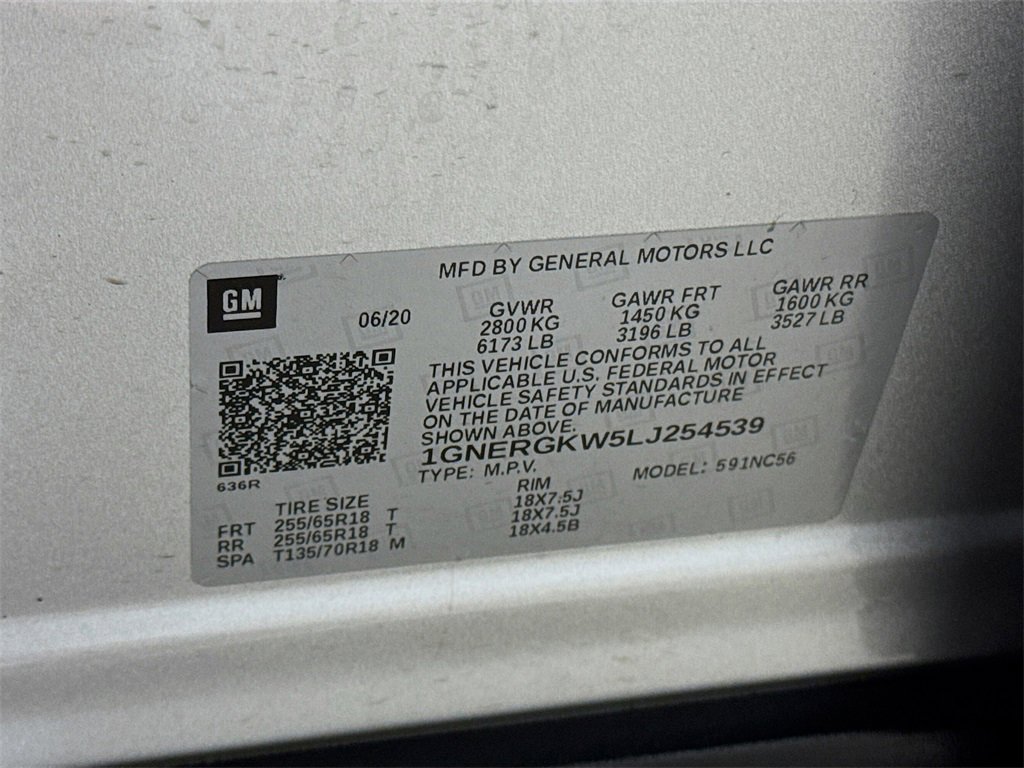 MFD BY GENERAL MOTORS LLC
GM
06/20
GVWR GAWR FRT GAWR RR
2800 KG 1450 KG 1600 KG
6173 LB 3196 LB 3527 LB
THIS VEHICLE CONFORMS TO ALL
APPLICABLE U.S. FEDERAL MOTOR
VEHICLE SAFETY STANDARDS IN EFFECT
ON THE DATE OF MANUFACTURE
SHOWN ABOVE.
1GNERGKW5LJ254539
TYPE: M.P.V. MODEL: 591NC56
636R
TIRE SIZE RIM
FRT 255/65R18 T 18X7.5J
RR 255/65R18 T 18X7.5J
SPA T135/70R18 M 18X4.5B